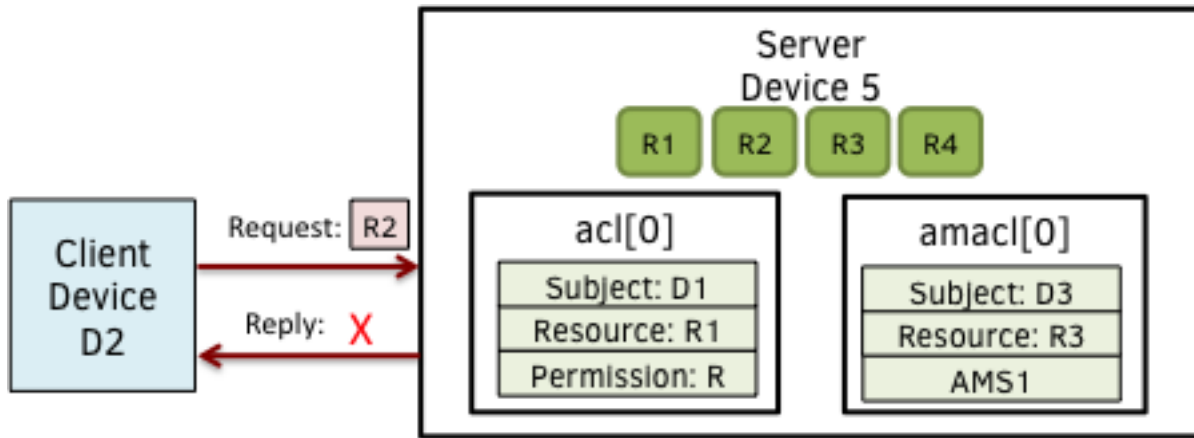 Server
Device 5
R1 R2 R3 R4
Client
Device
D2
Request: R2
Reply: X
acl[0]
Subject: D1
Resource: R1
Permission: R
amacl[0]
Subject: D3
Resource: R3
AMS1